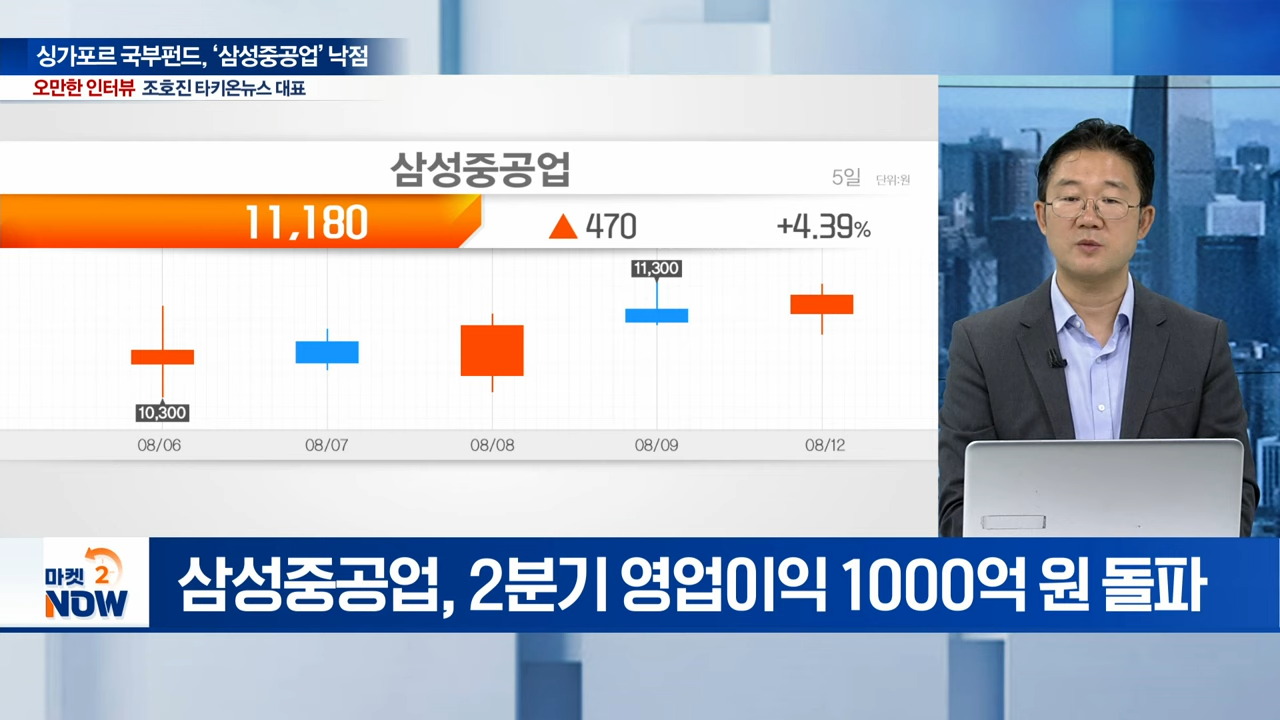 싱가포르 국부펀드, ‘삼성중공업’ 낙점
오만한 인터뷰 조호진 타키온뉴스 대표
삼성중공업
5일 단위:원
11,180 ▲ 470 +4.39%
11,300
10,300
08/06 08/07 08/08 08/09 08/12
마켓 2
NOW
삼성중공업, 2분기 영업이익 1000억 원 돌파